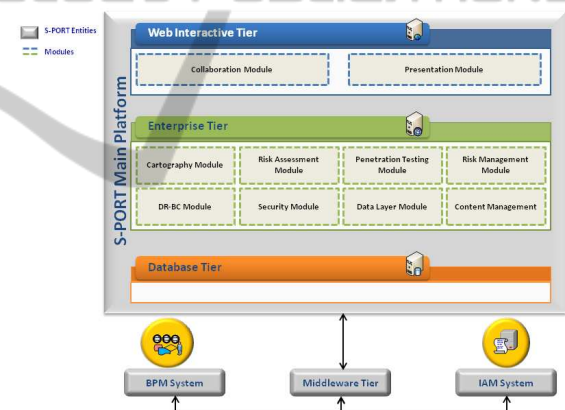 S-PORT Entities
Modules
S-PORT Main Platform
Web Interactive Tier
Collaboration Module
Presentation Module
Enterprise Tier
Cartography Module
Risk Assessment
Module
Penetration Testing
Module
Risk Management
Module
DR-BC Module
Security Module
Data Layer Module
Content Management
Database Tier
BPM System
Middleware Tier
IAM System